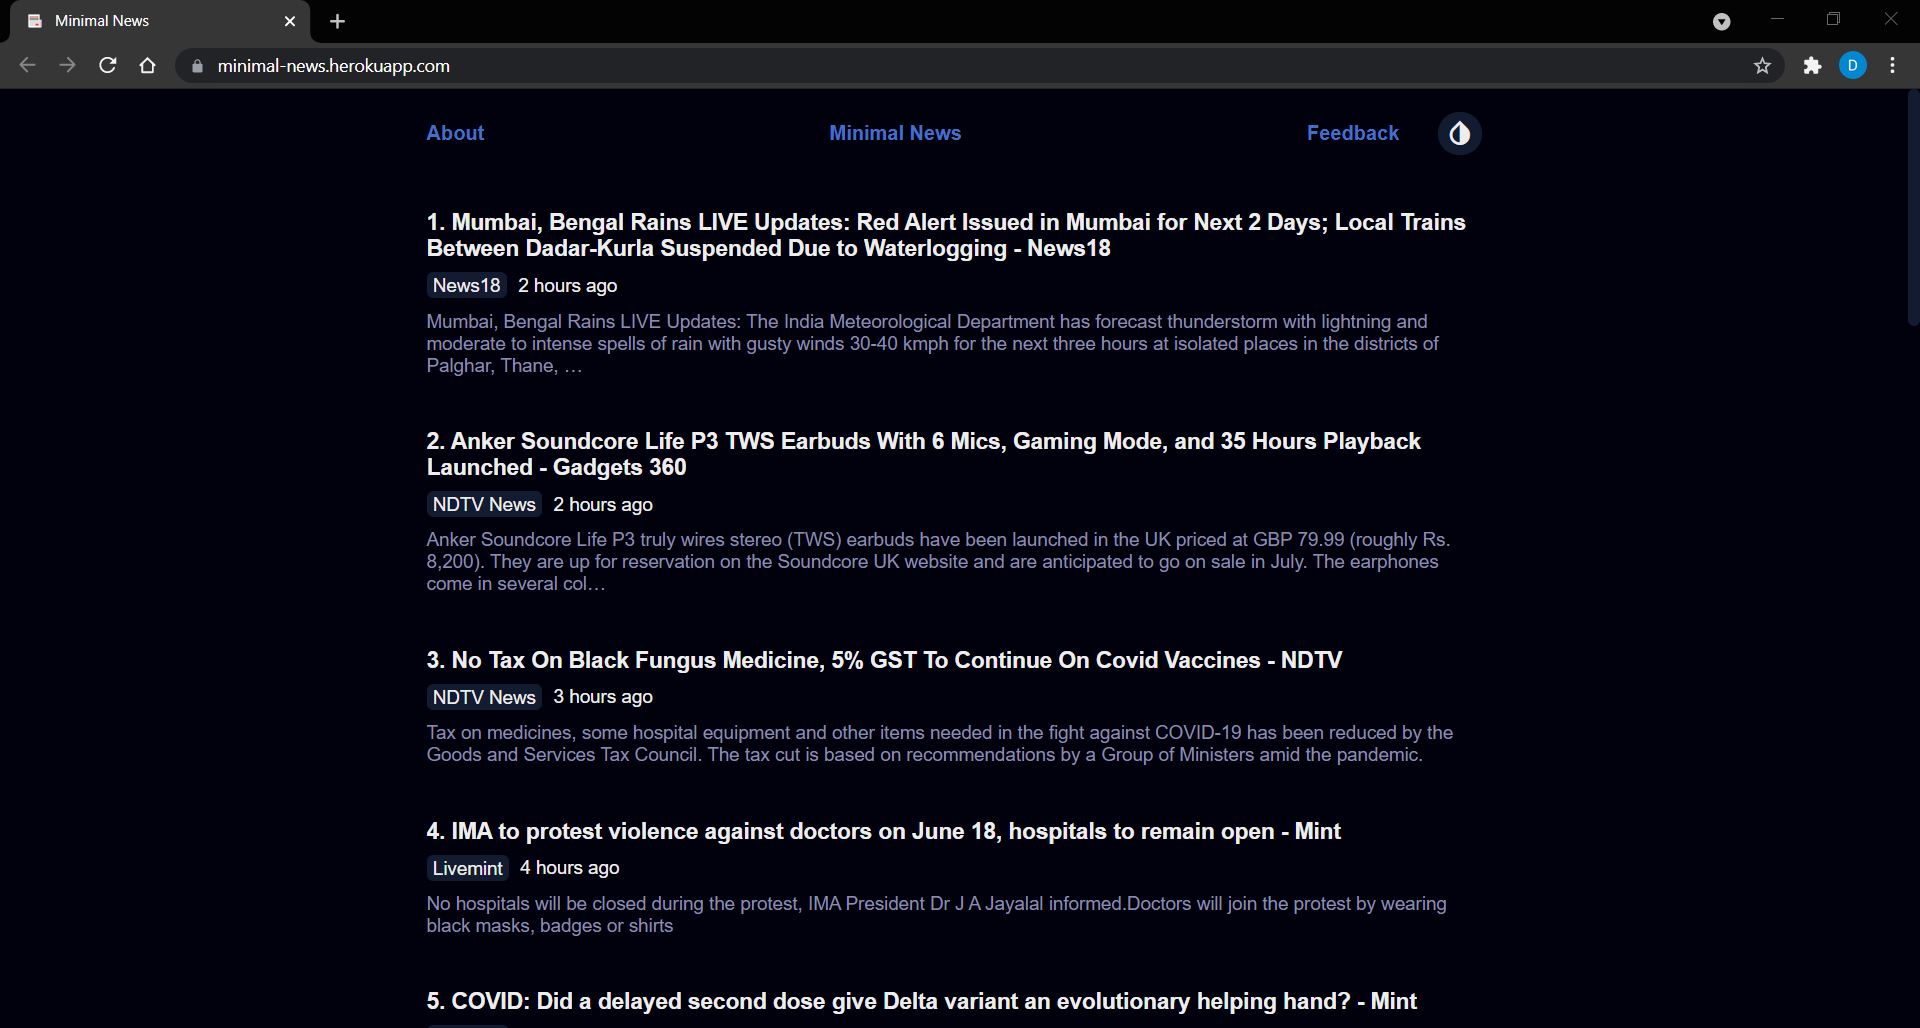 Minimal News
minimal-news.herokuapp.com
D
About
Minimal News
Feedback
1. Mumbai, Bengal Rains LIVE Updates: Red Alert Issued in Mumbai for Next 2 Days; Local Trains
Between Dadar-Kurla Suspended Due to Waterlogging - News18
News18 2 hours ago
Mumbai, Bengal Rains LIVE Updates: The India Meteorological Department has forecast thunderstorm with lightning and
moderate to intense spells of rain with gusty winds 30-40 kmph for the next three hours at isolated places in the districts of
Palghar, Thane, …
2. Anker Soundcore Life P3 TWS Earbuds With 6 Mics, Gaming Mode, and 35 Hours Playback
Launched - Gadgets 360
NDTV News 2 hours ago
Anker Soundcore Life P3 truly wires stereo (TWS) earbuds have been launched in the UK priced at GBP 79.99 (roughly Rs.
8,200). They are up for reservation on the Soundcore UK website and are anticipated to go on sale in July. The earphones
come in several col…
3. No Tax On Black Fungus Medicine, 5% GST To Continue On Covid Vaccines - NDTV
NDTV News 3 hours ago
Tax on medicines, some hospital equipment and other items needed in the fight against COVID-19 has been reduced by the
Goods and Services Tax Council. The tax cut is based on recommendations by a Group of Ministers amid the pandemic.
4. IMA to protest violence against doctors on June 18, hospitals to remain open - Mint
Livemint 4 hours ago
No hospitals will be closed during the protest, IMA President Dr J A Jayalal informed.Doctors will join the protest by wearing
black masks, badges or shirts
5. COVID: Did a delayed second dose give Delta variant an evolutionary helping hand? - Mint